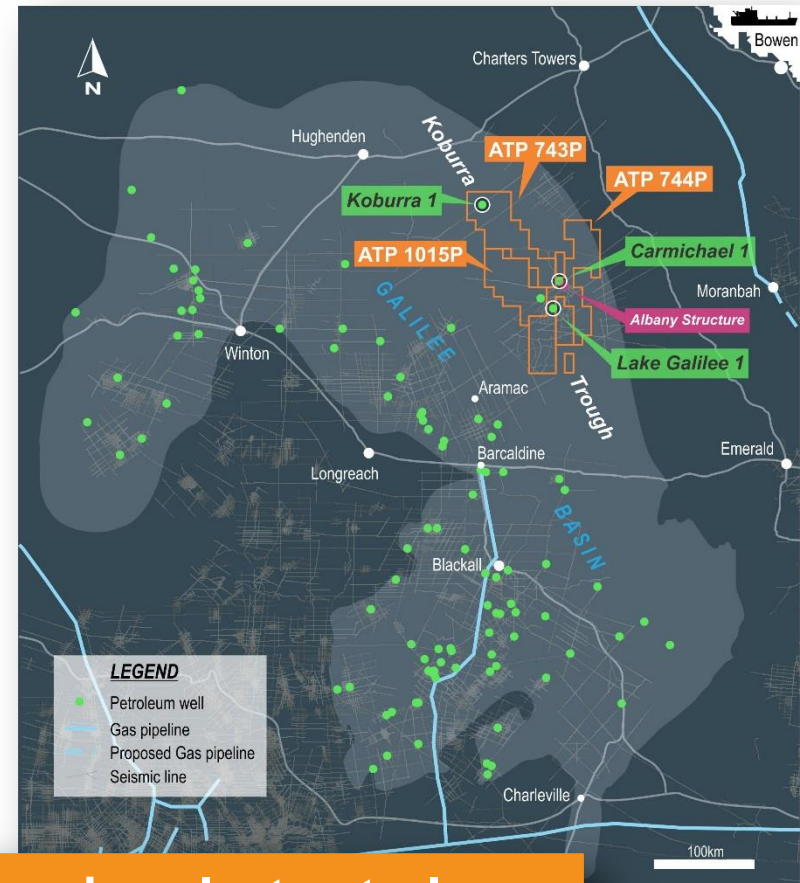 Bowen
Charters Towers
N
Hughenden
Koburra
ATP 743P
ATP 744P
Koburra 1
ATP 1015P
Carmichael 1
GALILEE
Moranbah
Albany Structure
Winton
Lake Galilee 1
Aramac
Trough
Barcaldine
Emerald
Longreach
BASIN
Blackall
LEGEND
Petroleum well
Gas pipeline
Proposed Gas pipeline
Seismic line
Charleville
100km